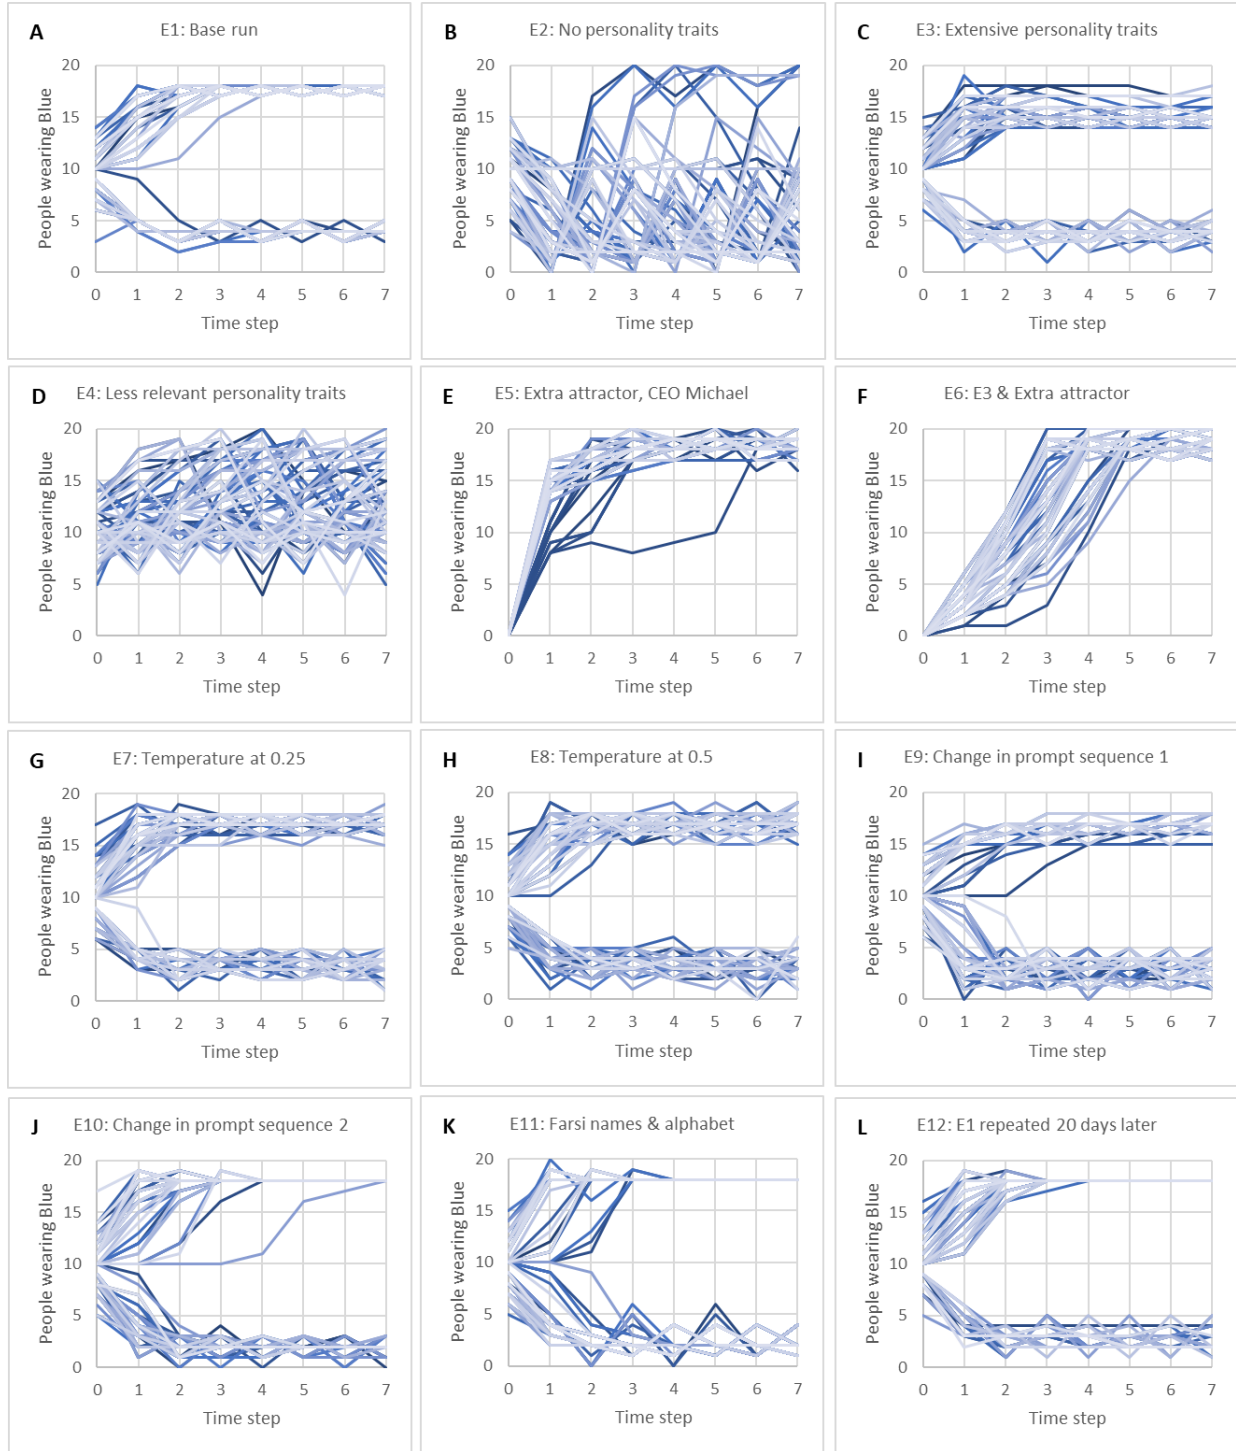 A E1: Base run
20
15
10
5
0
0 1 2 3 4 5 6 7
People wearing Blue
Time step
B E2: No personality traits
20
15
10
5
0
0 1 2 3 4 5 6 7
People wearing Blue
Time step
C E3: Extensive personality traits
20
15
10
5
0
0 1 2 3 4 5 6 7
People wearing Blue
Time step
D E4: Less relevant personality traits
20
15
10
5
0
0 1 2 3 4 5 6 7
People wearing Blue
Time step
E E5: Extra attractor, CEO Michael
20
15
10
5
0
0 1 2 3 4 5 6 7
People wearing Blue
Time step
F E6: E3 & Extra attractor
20
15
10
5
0
0 1 2 3 4 5 6 7
People wearing Blue
Time step
G E7: Temperature at 0.25
20
15
10
5
0
0 1 2 3 4 5 6 7
People wearing Blue
Time step
H E8: Temperature at 0.5
20
15
10
5
0
0 1 2 3 4 5 6 7
People wearing Blue
Time step
I E9: Change in prompt sequence 1
20
15
10
5
0
0 1 2 3 4 5 6 7
People wearing Blue
Time step
J E10: Change in prompt sequence 2
20
15
10
5
0
0 1 2 3 4 5 6 7
People wearing Blue
Time step
K E11: Farsi names & alphabet
20
15
10
5
0
0 1 2 3 4 5 6 7
People wearing Blue
Time step
L E12: E1 repeated 20 days later
20
15
10
5
0
0 1 2 3 4 5 6 7
People wearing Blue
Time step